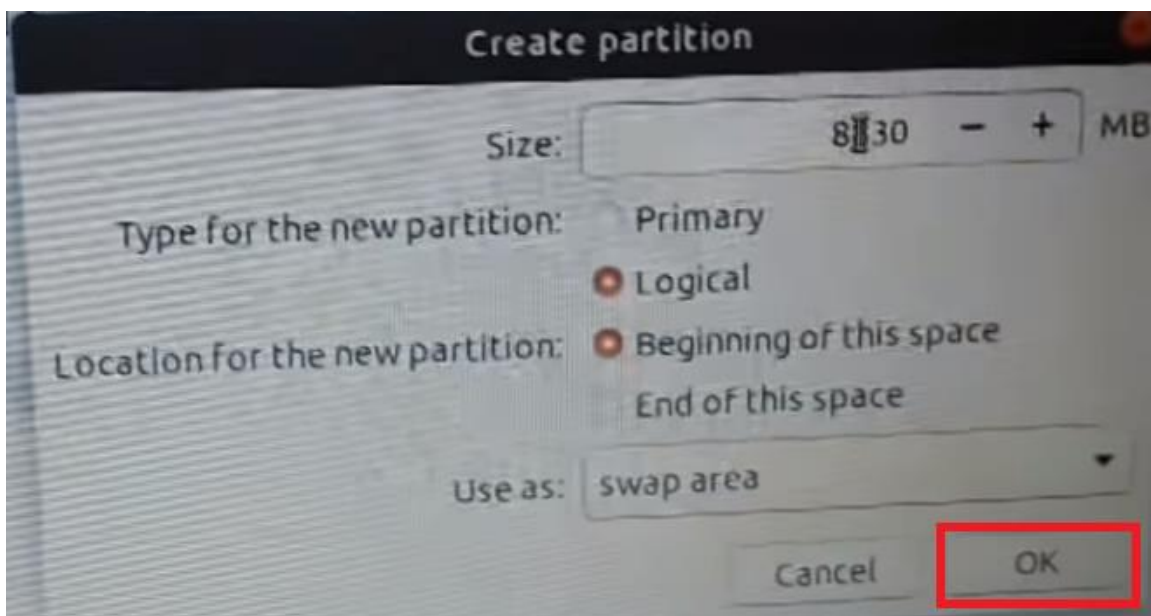 Create partition
Size: - + MB
Type for the new partition: Primary
Logical
Location for the new partition: Beginning of this space
End of this space
Use as: swap area
Cancel OK